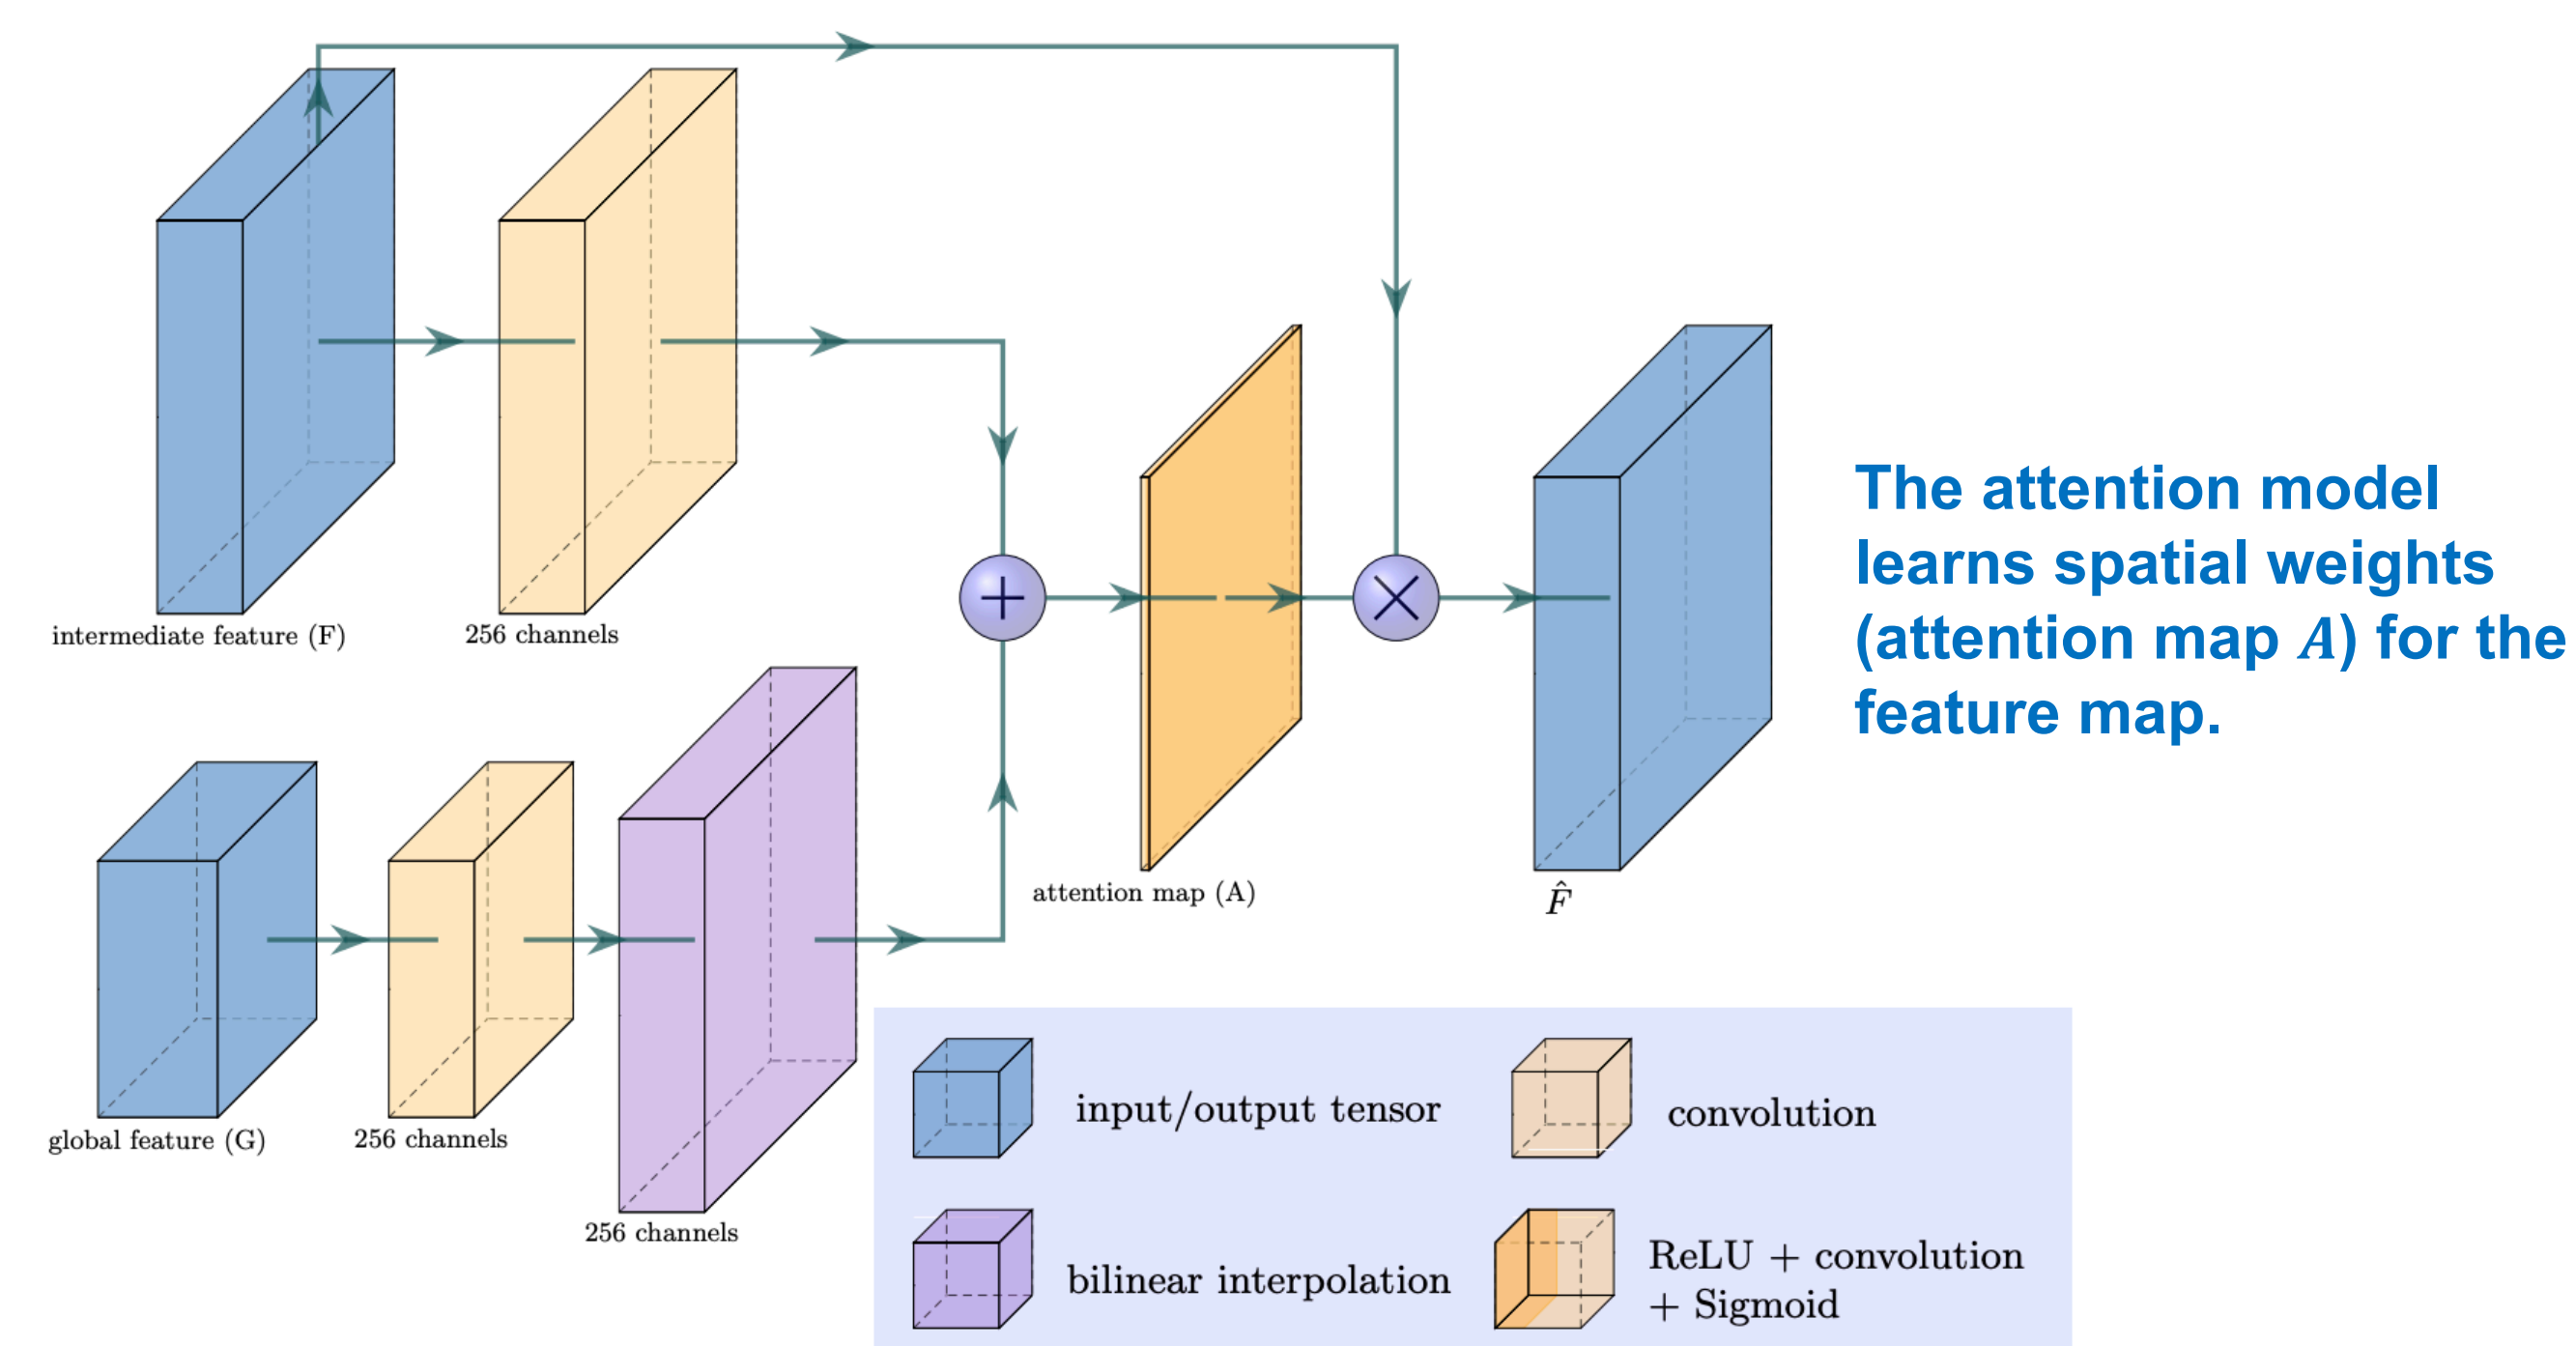 intermediate feature (F)
256 channels
The attention model
learns spatial weights
(attention map A) for the
feature map.
attention map (A)
F̂
global feature (G)
256 channels
256 channels
input/output tensor
convolution
bilinear interpolation
ReLU + convolution
+ Sigmoid